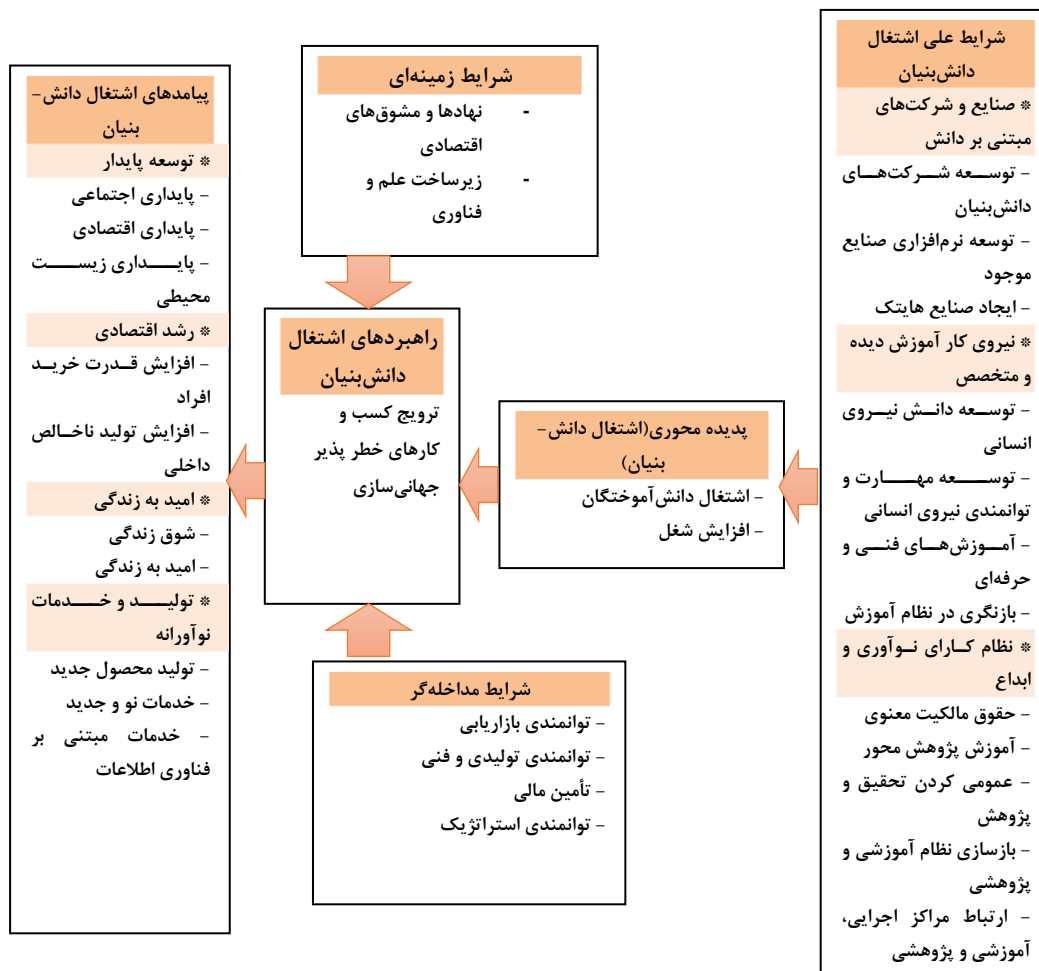 شرایط علی اشتغال
دانش‌بنیان
* صنایع و شرکت‌های
مبتنی بر دانش
- توسعه شرکت‌های
دانش‌بنیان
- توسعه نرم‌افزاری صنایع
موجود
- ایجاد صنایع هایتک
* نیروی کار آموزش دیده
و متخصص
- توسعه دانش نیروی
انسانی
- توسعه مهارت و
توانمندی نیروی انسانی
- آموزش‌های فنی و
حرفه‌ای
- بازنگری در نظام آموزش
* نظام کارای نوآوری و
ابداع
- حقوق مالکیت معنوی
- آموزش پژوهش محور
- عمومی کردن تحقیق و
پژوهش
- بازسازی نظام آموزشی و
پژوهشی
- ارتباط مراکز اجرایی،
آموزشی و پژوهشی
پدیده محوری(اشتغال دانش-
بنیان)
- اشتغال دانش‌آموختگان
- افزایش شغل
شرایط زمینه‌ای
- نهادها و مشوق‌های
اقتصادی
- زیرساخت علم و
فناوری
راهبردهای اشتغال
دانش‌بنیان
ترویج کسب و
کارهای خطر پذیر
جهانی‌سازی
شرایط مداخله‌گر
- توانمندی بازاریابی
- توانمندی تولیدی و فنی
- تأمین مالی
- توانمندی استراتژیک
پیامدهای اشتغال دانش-
بنیان
* توسعه پایدار
- پایداری اجتماعی
- پایداری اقتصادی
- پایداری زیست
محیطی
* رشد اقتصادی
- افزایش قدرت خرید
افراد
- افزایش تولید ناخالص
داخلی
* امید به زندگی
- شوق زندگی
- امید به زندگی
* تولید و خدمات
نوآورانه
- تولید محصول جدید
- خدمات نو و جدید
- خدمات مبتنی بر
فناوری اطلاعات